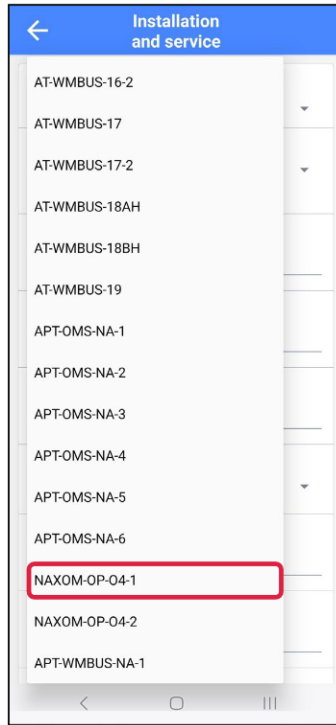 Installation
and service
AT-WMBUS-16-2
AT-WMBUS-17
AT-WMBUS-17-2
AT-WMBUS-18AH
AT-WMBUS-18BH
AT-WMBUS-19
APT-OMS-NA-1
APT-OMS-NA-2
APT-OMS-NA-3
APT-OMS-NA-4
APT-OMS-NA-5
APT-OMS-NA-6
NAXOM-OP-O4-1
NAXOM-OP-O4-2
APT-WMBUS-NA-1